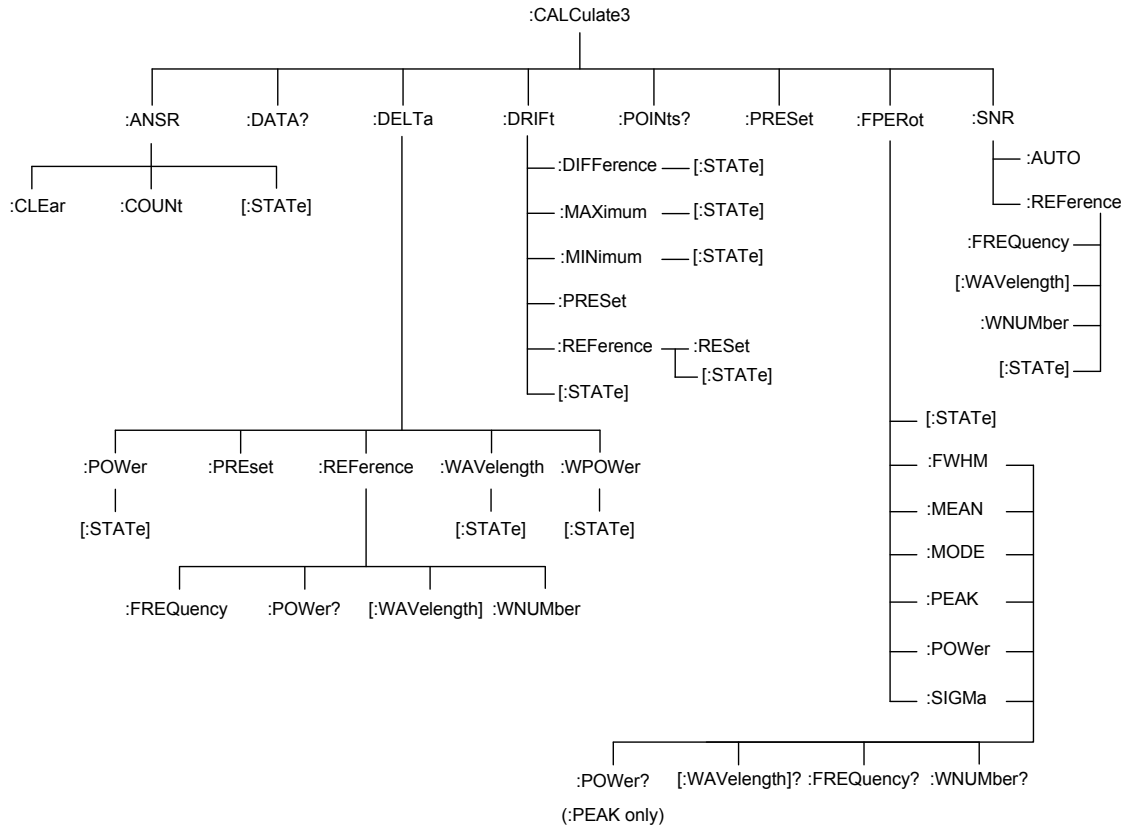 :CALCulate3
:ANSR :DATA? :DELTa :DRIFt :POINts? :PRESet :FPERot :SNR
:CLEar :COUNt [:STATe]
:DIFFerence [:STATe]
:MAXimum [:STATe]
:MINimum [:STATe]
:PRESet
:REFerence :RESet
[:STATe]
[:STATe]
:AUTO
:REFerence
:FREQuency
[:WAVelength]
:WNUMber
[:STATe]
:POWer :PREset :REFerence :WAVelength :WPOWer
[:STATe] [:STATe] [:STATe]
:FREQuency :POWer? [:WAVelength] :WNUMber
[:STATe]
:FWHM
:MEAN
:MODE
:PEAK
:POWer
:SIGMa
:POWer? [:WAVelength]? :FREQuency? :WNUMber?
(:PEAK only)